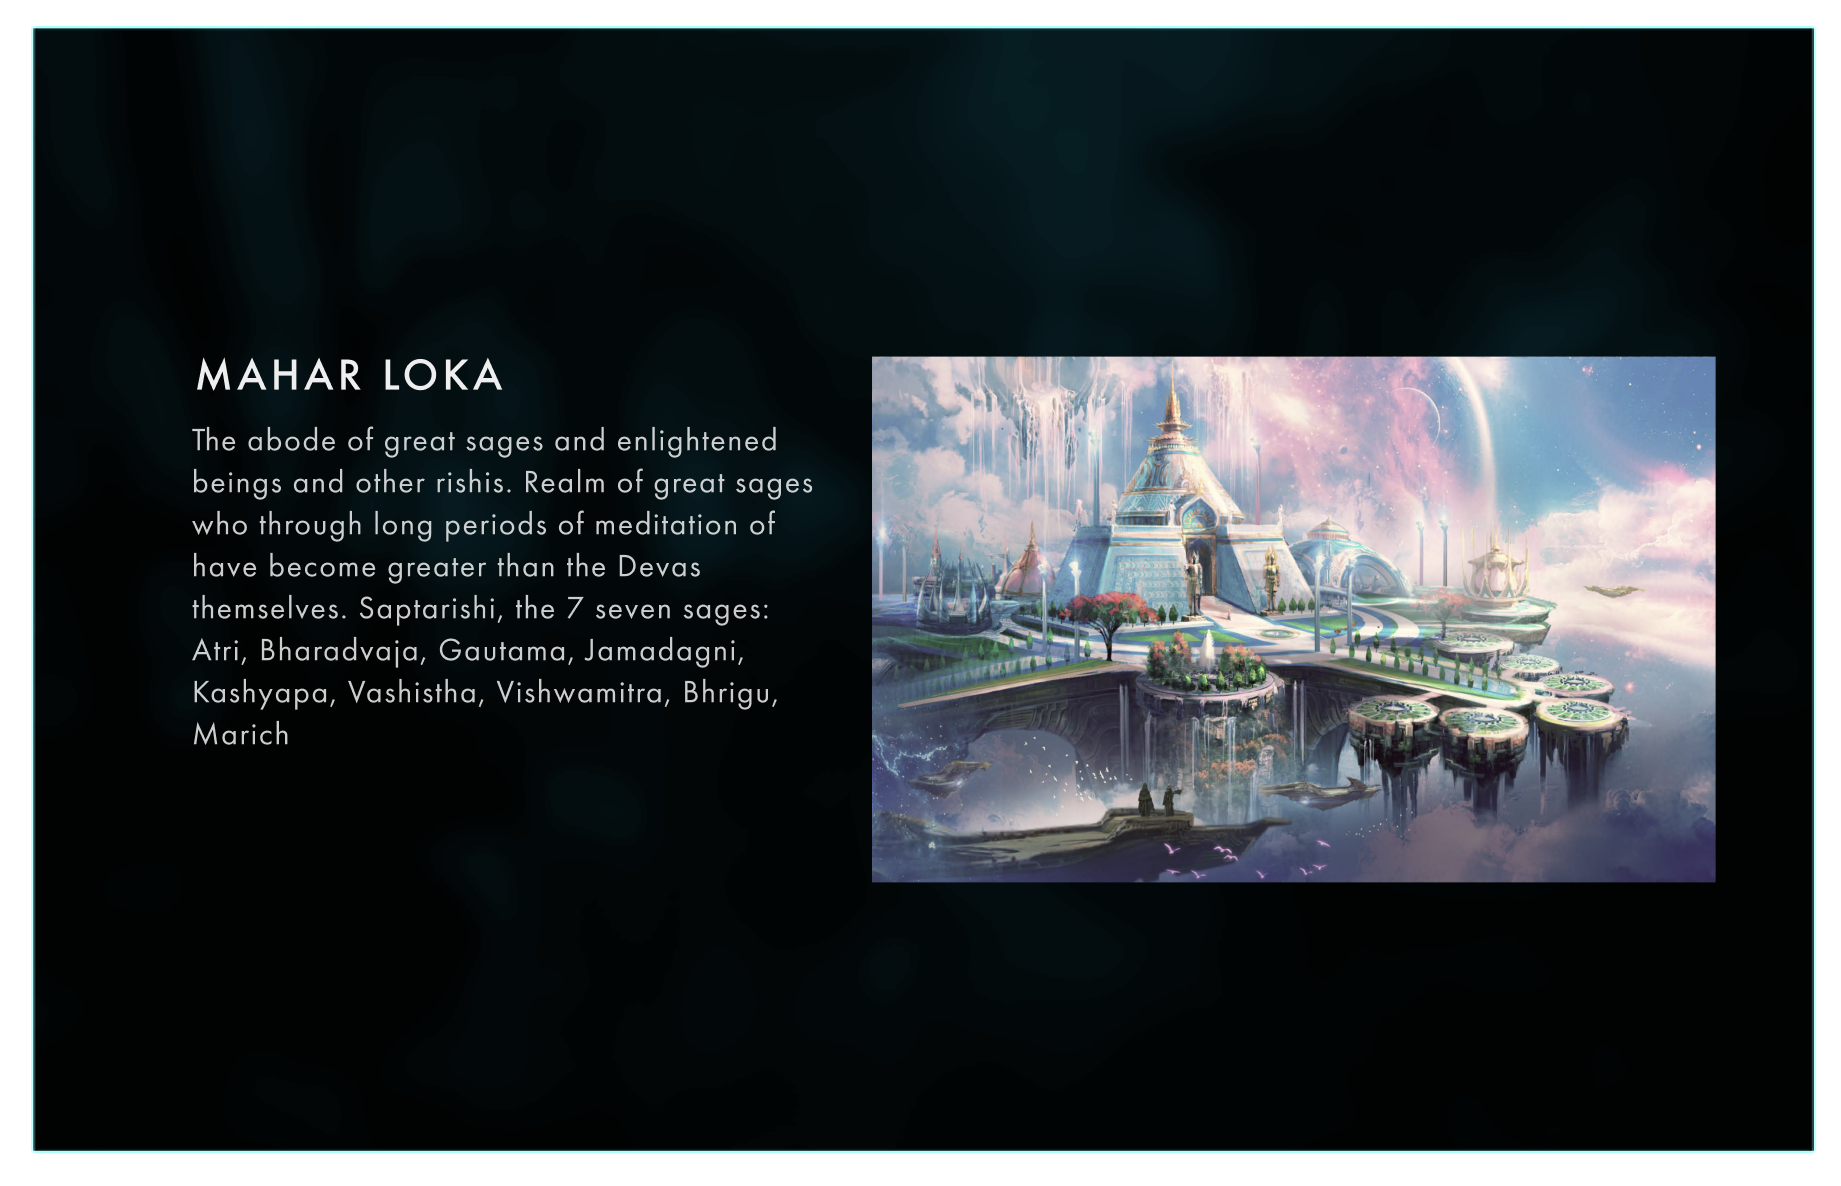 MAHAR LOKA
The abode of great sages and enlightened
beings and other rishis. Realm of great sages
who through long periods of meditation of
have become greater than the Devas
themselves. Saptarishi, the 7 seven sages:
Atri, Bharadvaja, Gautama, Jamadagni,
Kashyapa, Vashistha, Vishwamitra, Bhrigu,
Marich